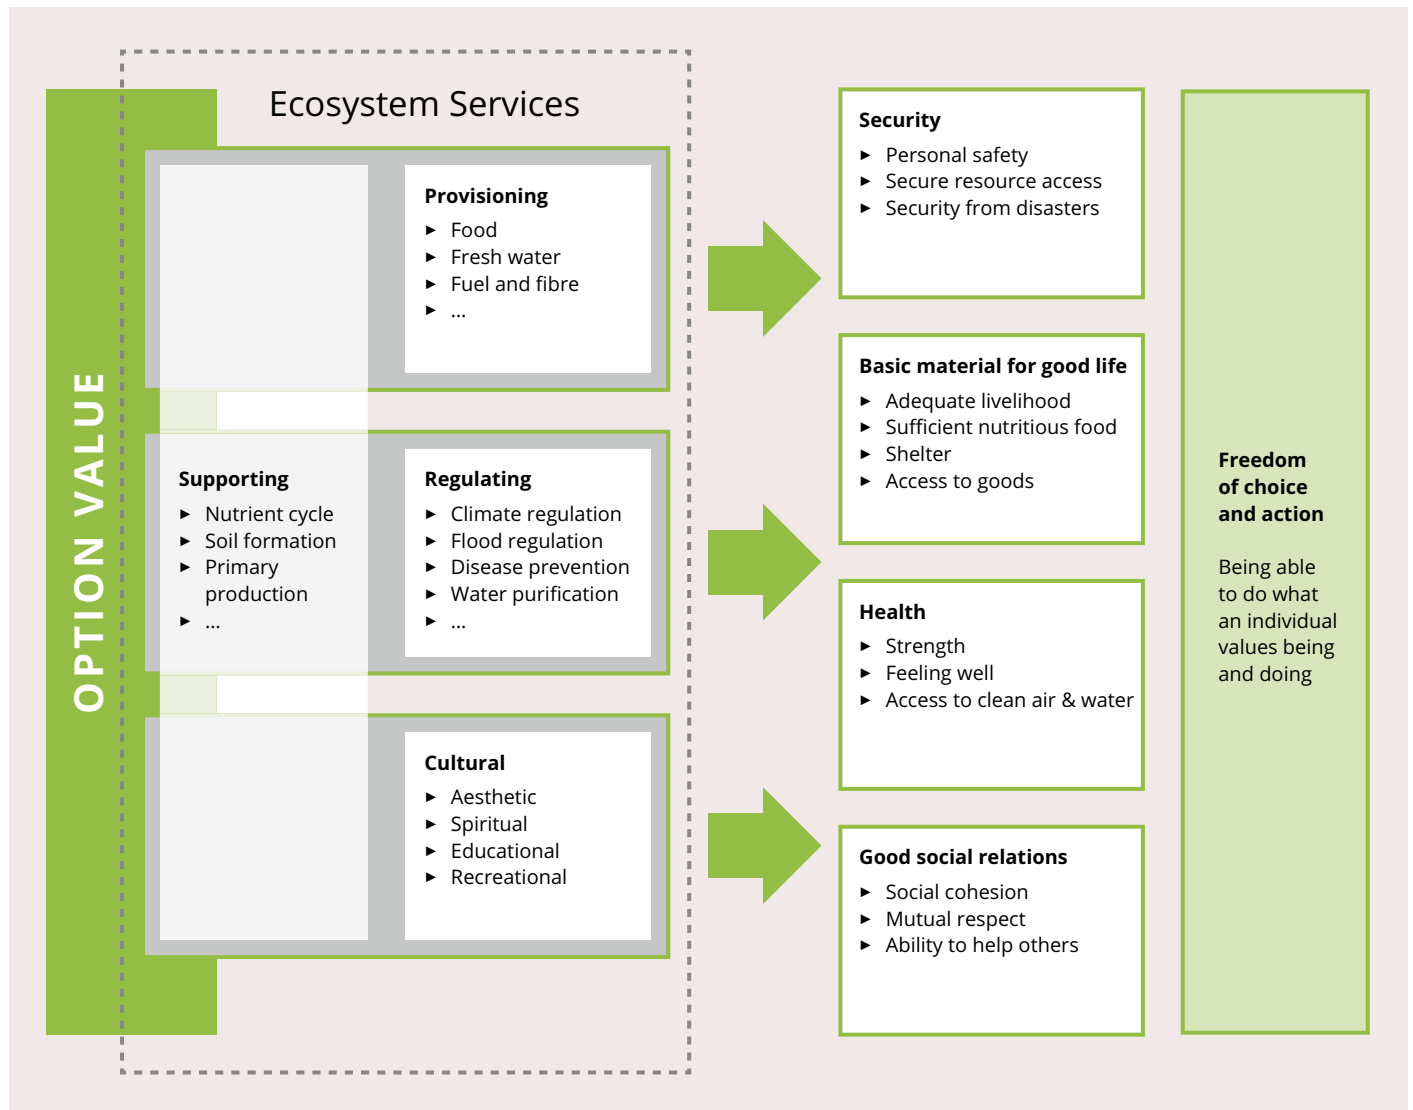 OPTION VALUE
Ecosystem Services
Provisioning
► Food
► Fresh water
► Fuel and fibre
► ...
Supporting
► Nutrient cycle
► Soil formation
► Primary
production
► ...
Regulating
► Climate regulation
► Flood regulation
► Disease prevention
► Water purification
► ...
Cultural
► Aesthetic
► Spiritual
► Educational
► Recreational
Security
► Personal safety
► Secure resource access
► Security from disasters
Basic material for good life
► Adequate livelihood
► Sufficient nutritious food
► Shelter
► Access to goods
Health
► Strength
► Feeling well
► Access to clean air & water
Good social relations
► Social cohesion
► Mutual respect
► Ability to help others
Freedom
of choice
and action
Being able
to do what
an individual
values being
and doing